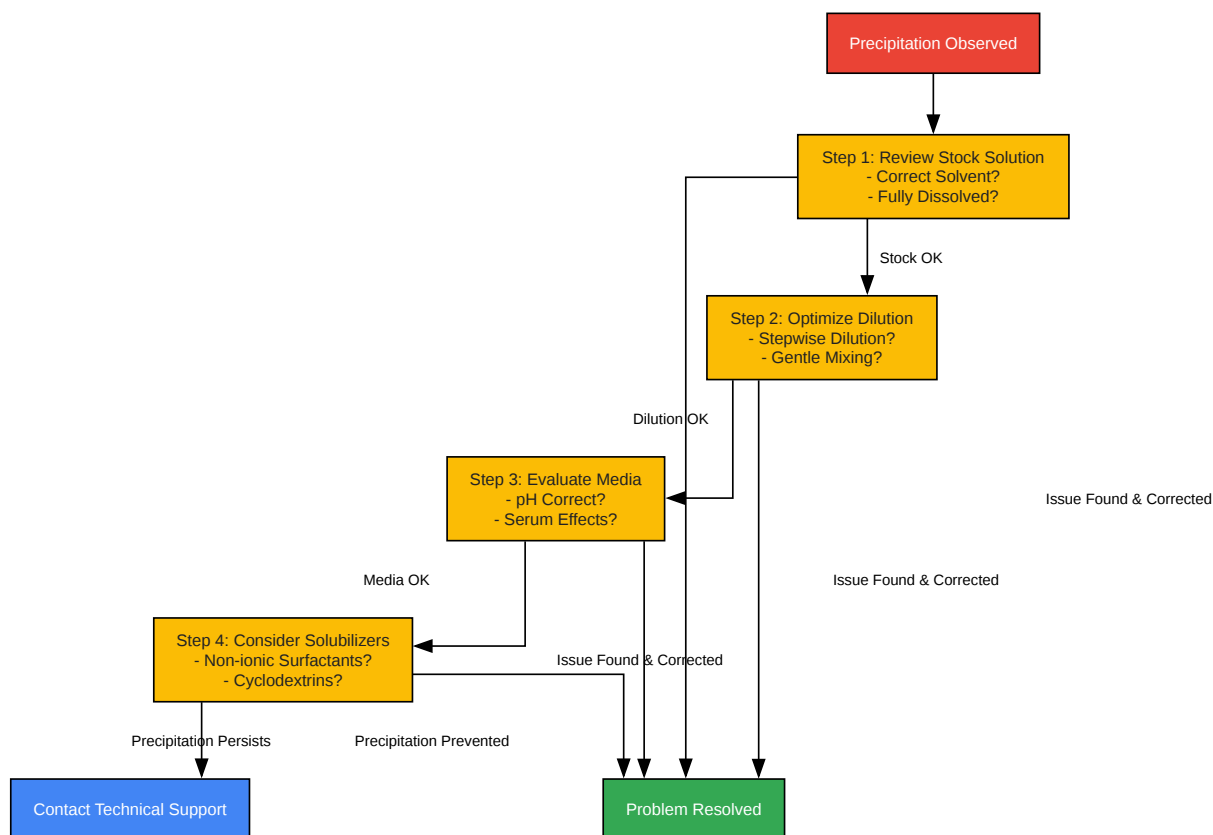 Precipitation Observed
Step 1: Review Stock Solution
- Correct Solvent?
- Fully Dissolved?
Stock OK
Step 2: Optimize Dilution
- Stepwise Dilution?
- Gentle Mixing?
Dilution OK
Step 3: Evaluate Media
- pH Correct?
- Serum Effects?
Issue Found & Corrected
Media OK
Issue Found & Corrected
Step 4: Consider Solubilizers
- Non-ionic Surfactants?
- Cyclodextrins?
Issue Found & Corrected
Precipitation Persists
Precipitation Prevented
Contact Technical Support
Problem Resolved